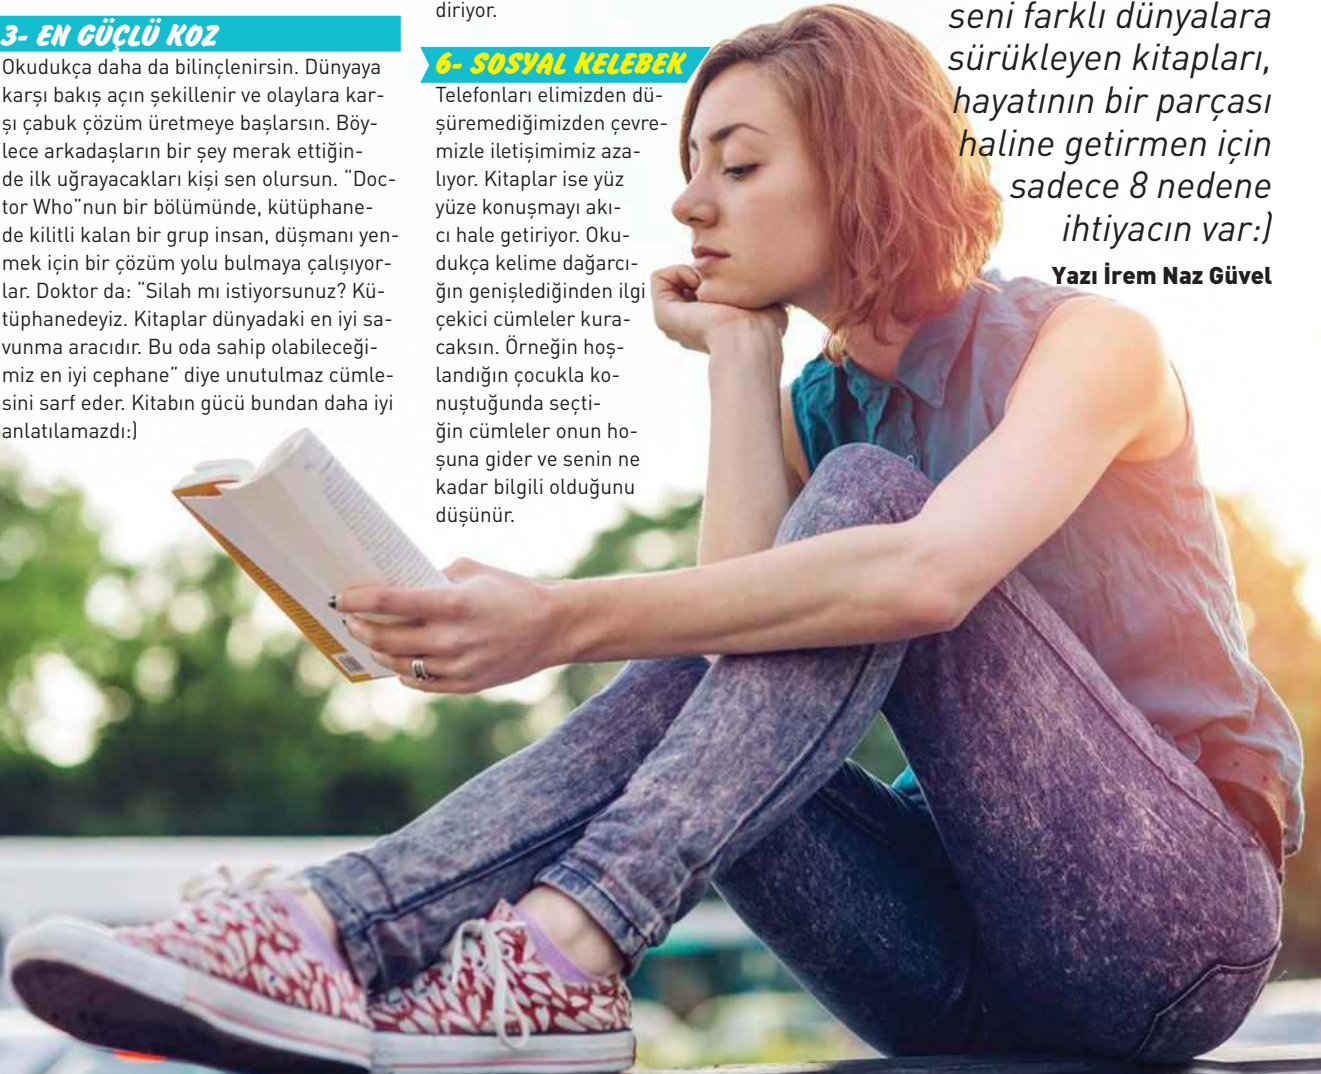 3- EN GÜÇLÜ KOZ
Okudukça daha da bilinçlenirsin. Dünyaya
karşı bakış açın şekillenir ve olaylara kar-
şı çabuk çözüm üretmeye başlarsın. Böy-
lece arkadaşların bir şey merak ettiğin-
de ilk uğrayacakları kişi sen olursun. “Doc-
tor Who”nun bir bölümünde, kütüphane-
de kilitli kalan bir grup insan, düşmanı yen-
mek için bir çözüm yolu bulmaya çalışıyor-
lar. Doktor da: “Silah mı istiyorsunuz? Kü-
tüphanedeyiz. Kitaplar dünyadaki en iyi sa-
vunma aracıdır. Bu oda sahip olabileceği-
miz en iyi cephane” diye unutulmaz cümle-
sini sarf eder. Kitabın gücü bundan daha iyi
anlatılamazdı:)
diriyor.
6- SOSYAL KELEBEK
Telefonları elimizden dü-
şüremediğimizden çevre-
mizle iletişimimiz aza-
lıyor. Kitaplar ise yüz
yüze konuşmayı akı-
cı hale getiriyor. Oku-
dukça kelime dağarcı-
ğın genişlediğinden ilgi
çekici cümleler kura-
caksın. Örneğin hoş-
landığın çocukla ko-
nuştuğunda seçti-
ğin cümleler onun ho-
şuna gider ve senin ne
kadar bilgili olduğunu
düşünür.
seni farklı dünyalara
sürükleyen kitapları,
hayatının bir parçası
haline getirmen için
sadece 8 nedene
ihtiyacın var:)
Yazı İrem Naz Güvel